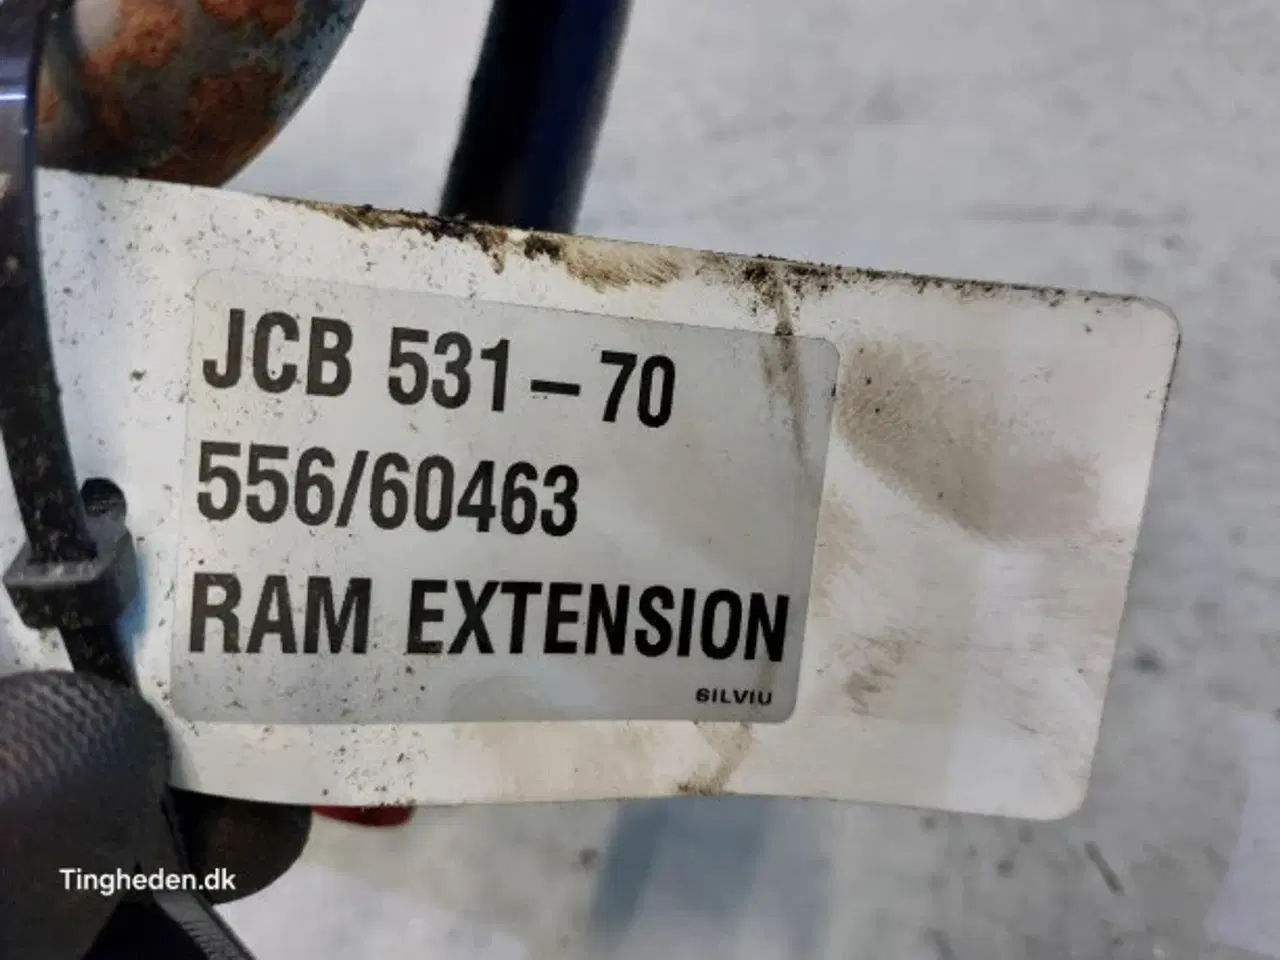 JCB 531-70
556/60463
RAM EXTENSION
SILVIU
Tingheden.dk